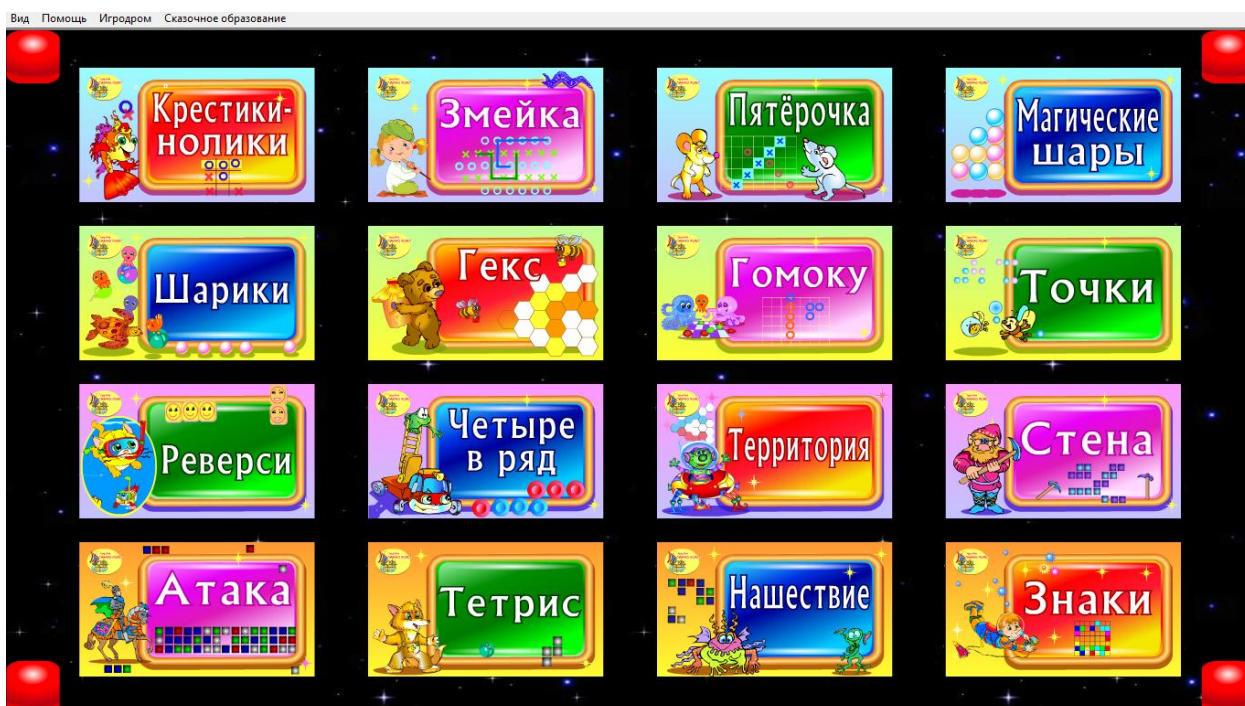 Вид Помощь Игродром Сказочное образование
Крестики-
нолики
Змейка
Пятёрочка
Магические
шары
Шарики
Гекс
Гомоку
Точки
Реверси
Четыре
в ряд
Территория
Стена
Атака
Тетрис
Нашествие
Знаки